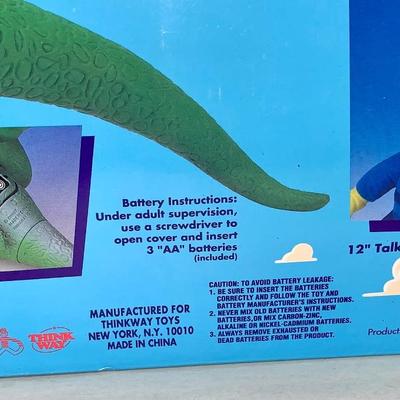 Battery Instructions:
Under adult supervision,
use a screwdriver to
open cover and insert
3 "AA" batteries
(included)
12" Talk
MANUFACTURED FOR
THINKWAY TOYS
NEW YORK, N.Y. 10010
MADE IN CHINA
THINK
WAY
CAUTION: TO AVOID BATTERY LEAKAGE:
1. BE SURE TO INSERT THE BATTERIES
CORRECTLY AND FOLLOW THE TOY AND
BATTERY MANUFACTURER'S INSTRUCTIONS.
2. NEVER MIX OLD BATTERIES WITH NEW
BATTERIES, OR MIX CARBON-ZINC,
ALKALINE OR NICKEL-CADMIUM BATTERIES.
3. ALWAYS REMOVE EXHAUSTED OR
DEAD BATTERIES FROM THE PRODUCT.
Product